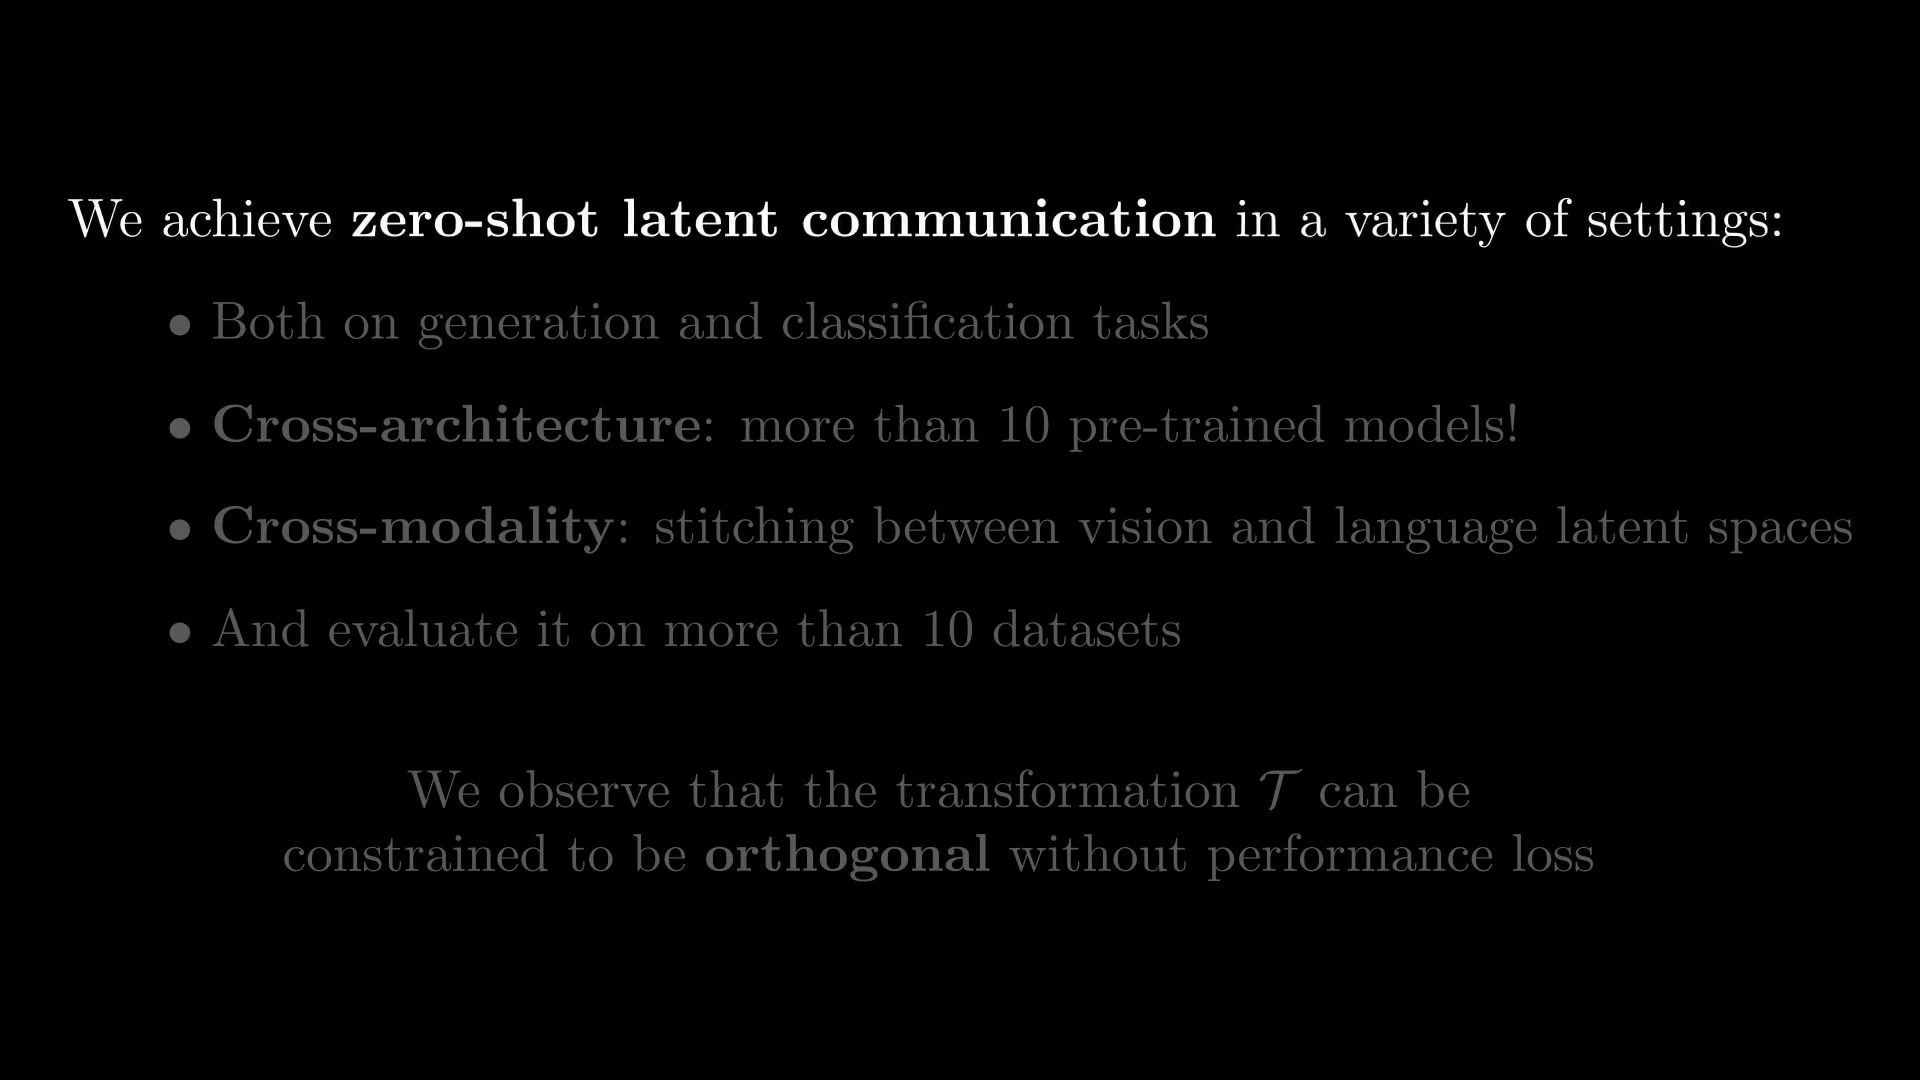 We achieve zero-shot latent communication in a variety of settings:
• Both on generation and classification tasks
• Cross-architecture: more than 10 pre-trained models!
• Cross-modality: stitching between vision and language latent spaces
• And evaluate it on more than 10 datasets
We observe that the transformation 𝒯 can be
constrained to be orthogonal without performance loss